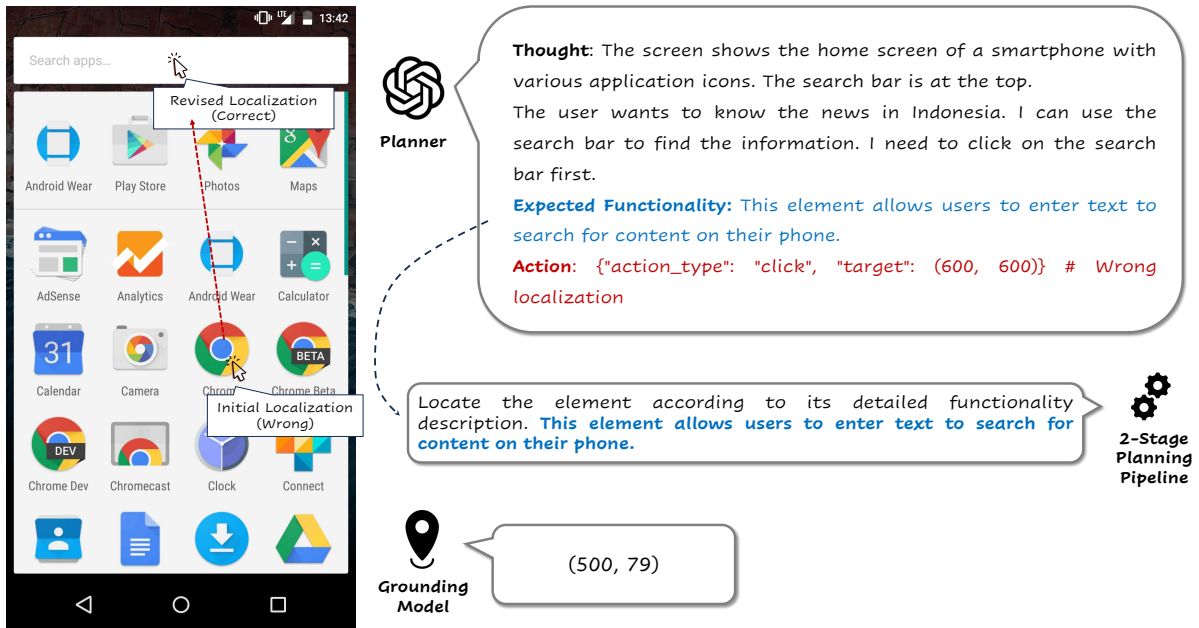 LTE 13:42
Search apps…
Revised Localization
(Correct)
Android Wear Play Store Photos Maps
AdSense Analytics Android Wear Calculator
31
BETA
Calendar Camera Chrom Chrome Beta
Initial Localization
(Wrong)
DEV
Chrome Dev Chromecast Clock Connect
Planner
Thought: The screen shows the home screen of a smartphone with
various application icons. The search bar is at the top.
The user wants to know the news in Indonesia. I can use the
search bar to find the information. I need to click on the search
bar first.
Expected Functionality: This element allows users to enter text to
search for content on their phone.
Action: {"action_type": "click", "target": (600, 600)} # Wrong
localization
Locate the element according to its detailed functionality
description. This element allows users to enter text to search for
content on their phone.
2-Stage
Planning
Pipeline
Grounding
Model
(500, 79)